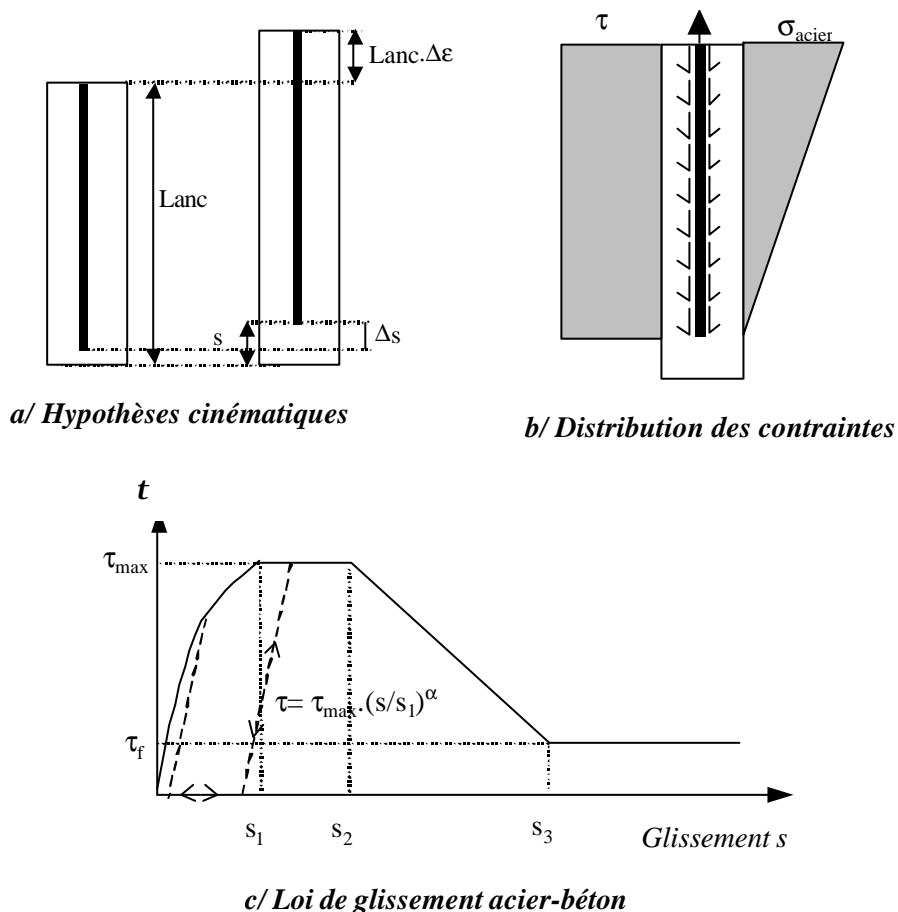 Lanc.Δε
Lanc
s
Δs
a/ Hypothèses cinématiques
τ
σacier
b/ Distribution des contraintes
t
τmax
τ= τmax.(s/s1)α
τf
s1
s2
s3
Glissement s
c/ Loi de glissement acier-béton